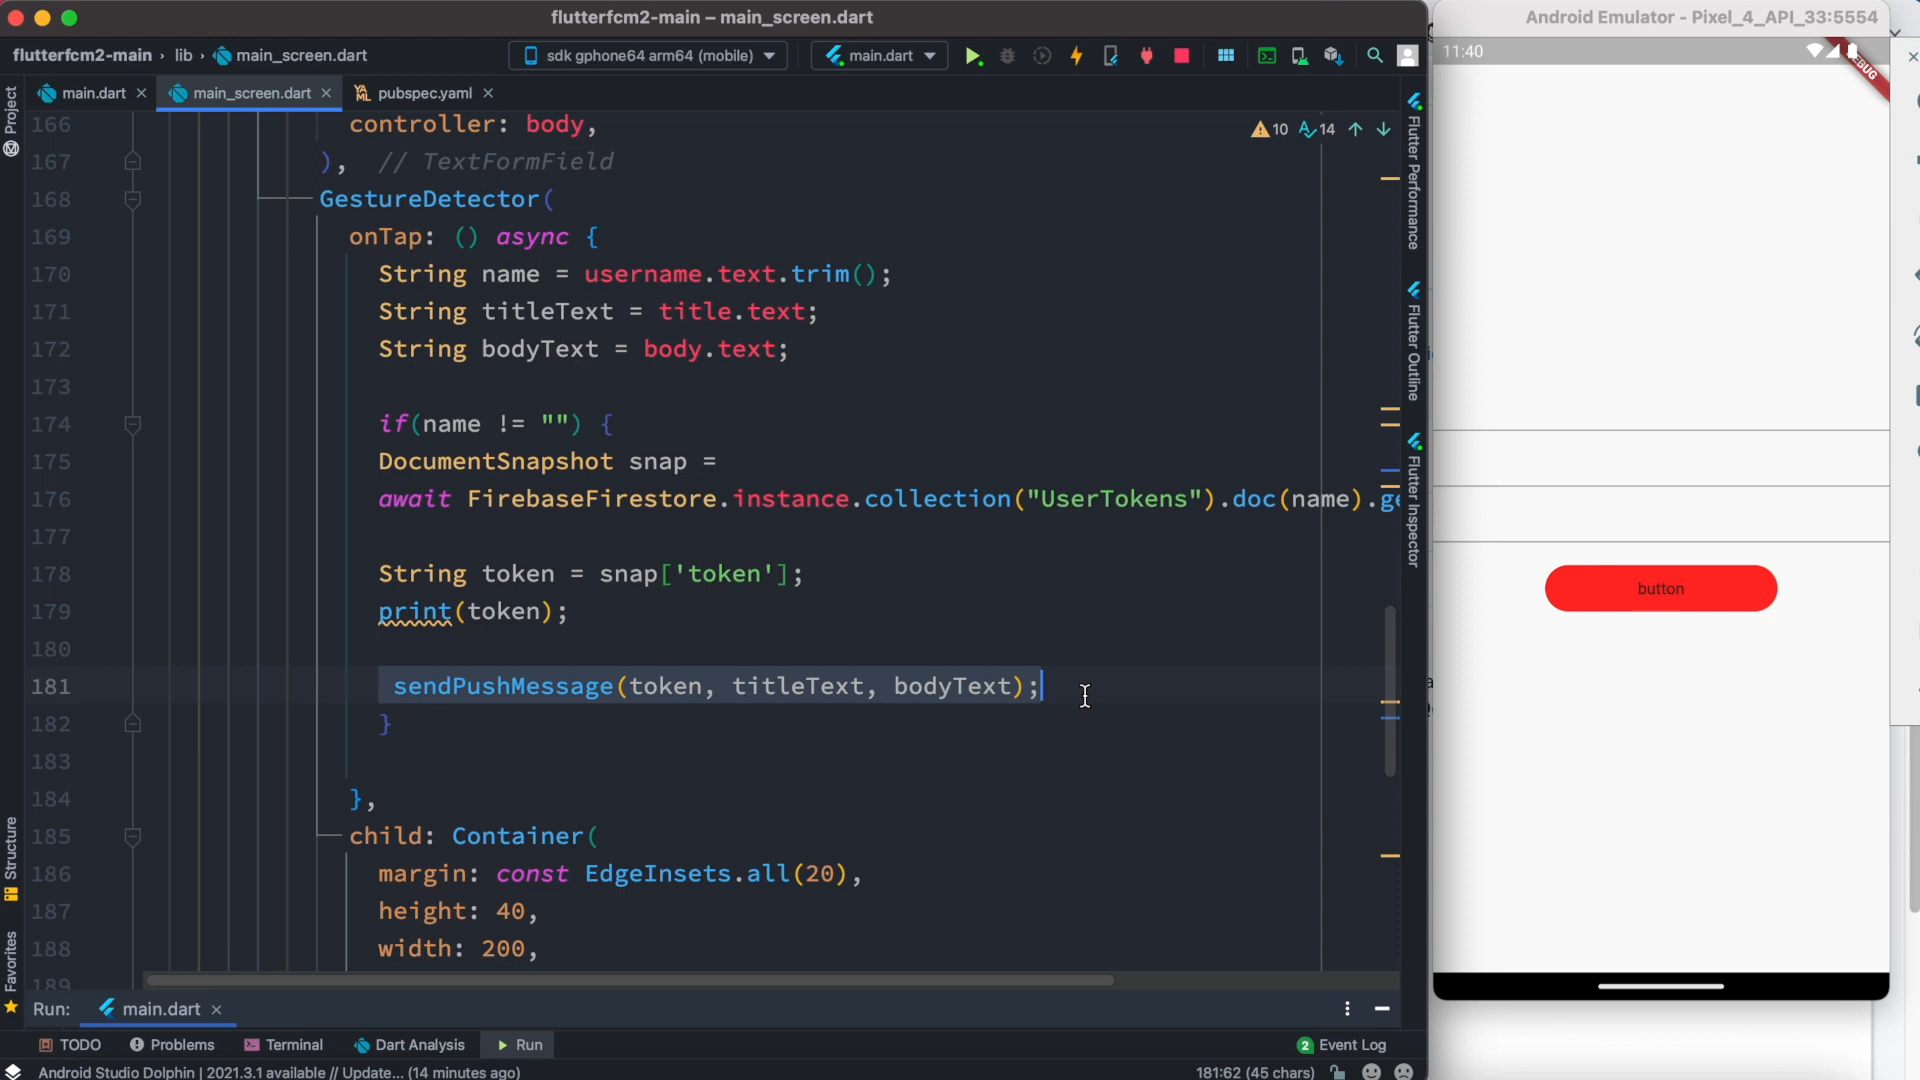 flutterfcm2-main – main_screen.dart
Android Emulator - Pixel_4_API_33:5554
flutterfcm2-main › lib › main_screen.dart
sdk gphone64 arm64 (mobile)
main.dart
11:40
DEBUG
main.dart
main_screen.dart
pubspec.yaml
10
14
166 controller: body,
167 ), // TextFormField
168 GestureDetector(
169 onTap: () async {
170 String name = username.text.trim();
171 String titleText = title.text;
172 String bodyText = body.text;
173
174 if(name != "") {
175 DocumentSnapshot snap =
176 await FirebaseFirestore.instance.collection("UserTokens").doc(name).ge
177
178 String token = snap['token'];
179 print(token);
180
181 sendPushMessage(token, titleText, bodyText);
182 }
183
184 },
185 child: Container(
186 margin: const EdgeInsets.all(20),
187 height: 40,
188 width: 200,
189
Project
Structure
Favorites
Flutter Performance
Flutter Outline
Flutter Inspector
button
Run:
main.dart
TODO
Problems
Terminal
Dart Analysis
Run
2 Event Log
Android Studio Dolphin | 2021.3.1 available // Update... (14 minutes ago)
181:62 (45 chars)